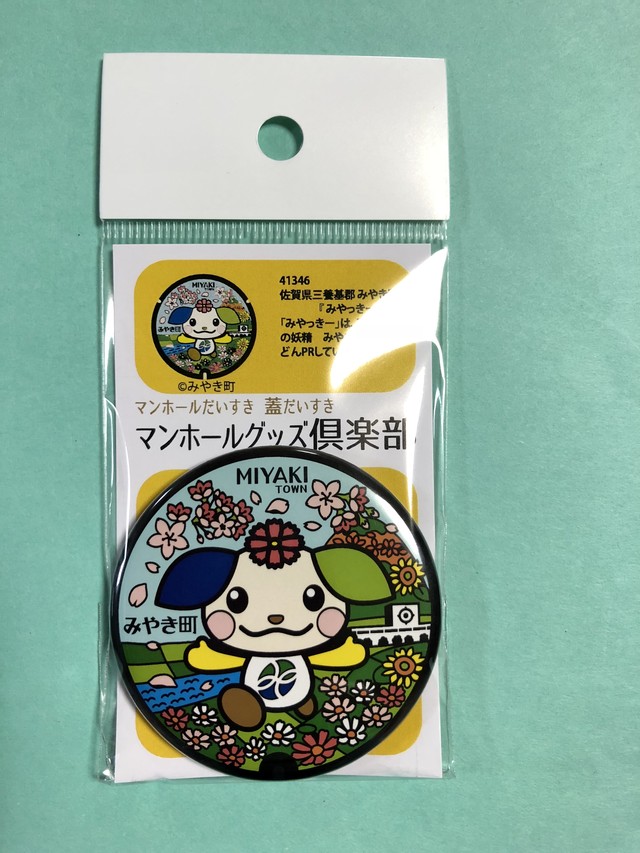 MIYAKI
TOWN
みやき町
41346
佐賀県三養基郡 みやき
『 みやっきー
「みやっきー」は、
の妖精　みや
どんPRしてい
©みやき町
マンホールだいすき 蓋だいすき
マンホールグッズ倶楽部
MIYAKI
TOWN
みやき町